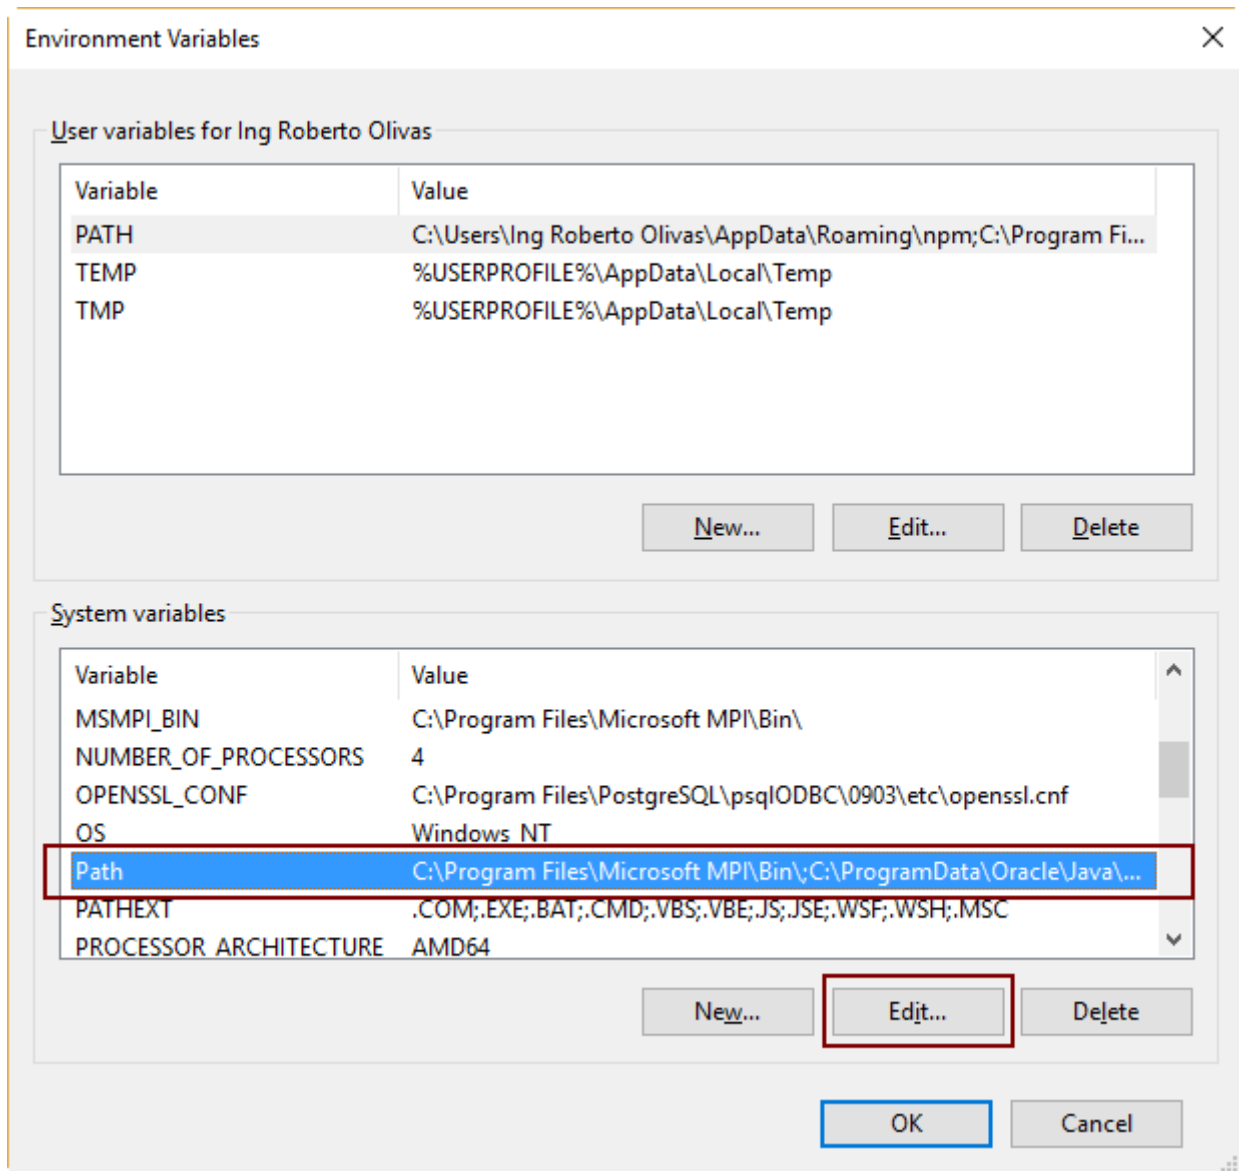 Environment Variables
User variables for Ing Roberto Olivas
Variable Value
PATH C:\Users\Ing Roberto Olivas\AppData\Roaming\npm;C:\Program Fi...
TEMP %USERPROFILE%\AppData\Local\Temp
TMP %USERPROFILE%\AppData\Local\Temp
New... Edit... Delete
System variables
Variable Value
MSMPI_BIN C:\Program Files\Microsoft MPI\Bin\
NUMBER_OF_PROCESSORS 4
OPENSSL_CONF C:\Program Files\PostgreSQL\psqlODBC\0903\etc\openssl.cnf
OS Windows_NT
Path C:\Program Files\Microsoft MPI\Bin\;C:\ProgramData\Oracle\Java\...
PATHEXT .COM;.EXE;.BAT;.CMD;.VBS;.VBE;.JS;.JSE;.WSF;.WSH;.MSC
PROCESSOR_ARCHITECTURE AMD64
New... Edit... Delete
OK Cancel